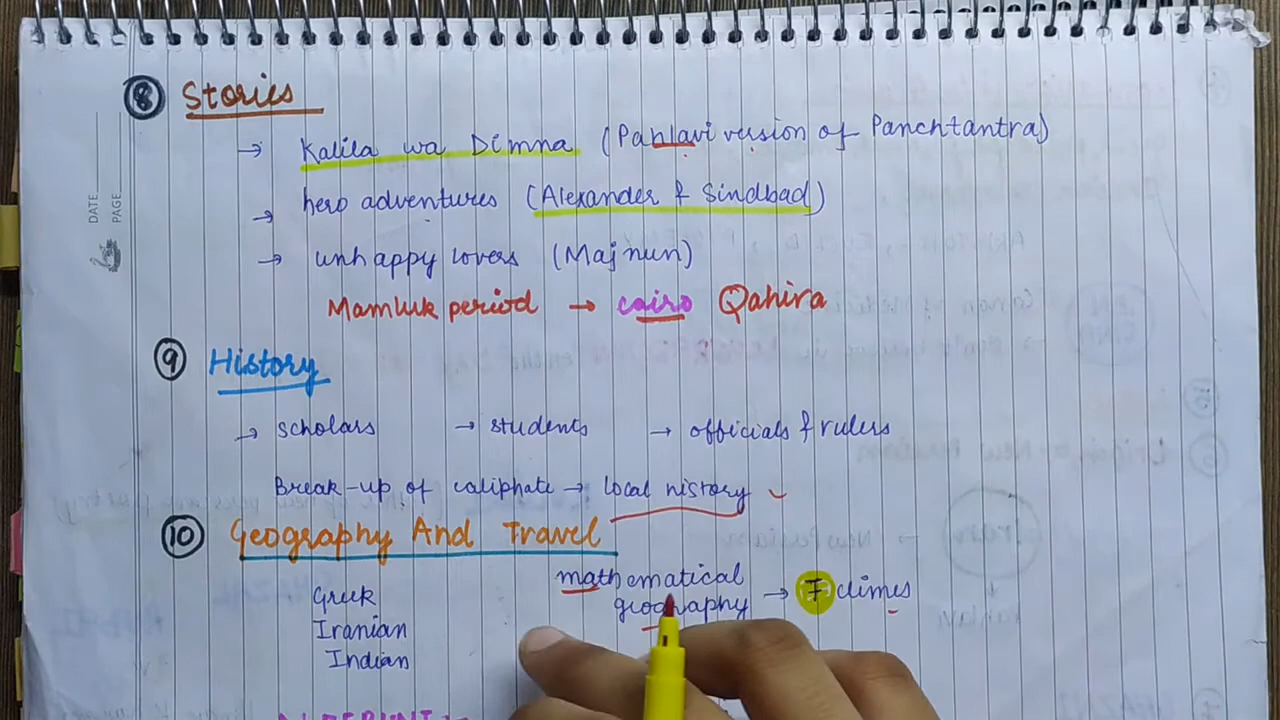 DATE
PAGE
8 Stories
→ Kalila wa Dimna (Pahlavi version of Panchtantra)
→ hero adventures (Alexander & Sindbad)
→ unhappy lovers (Majnun)
Mamluk period → cairo Qahira
9 History
→ scholars → students → officials & rulers
Break-up of caliphate → local history
10 Geography And Travel
mathematical geography → 7 climes
Greek
Iranian
Indian